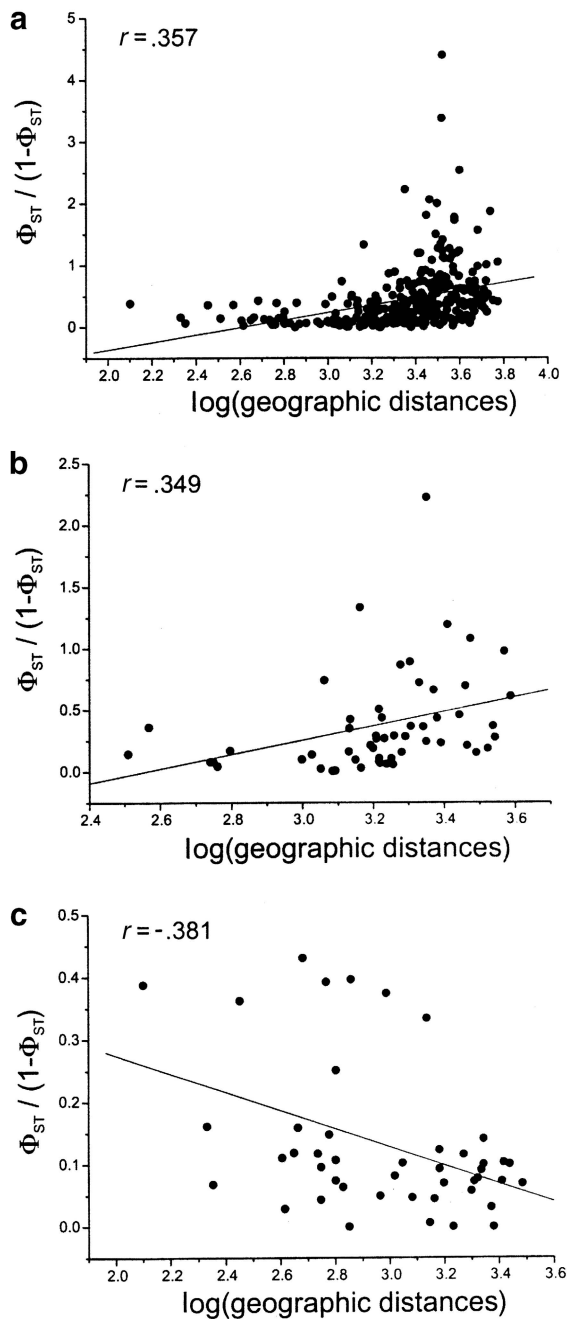 a
r = .357
ΦST / (1-ΦST)
5
4
3
2
1
0
2.0 2.2 2.4 2.6 2.8 3.0 3.2 3.4 3.6 3.8 4.0
log(geographic distances)
b
r = .349
ΦST / (1-ΦST)
2.5
2.0
1.5
1.0
0.5
0.0
2.4 2.6 2.8 3.0 3.2 3.4 3.6
log(geographic distances)
c
r = -.381
ΦST / (1-ΦST)
0.5
0.4
0.3
0.2
0.1
0.0
2.0 2.2 2.4 2.6 2.8 3.0 3.2 3.4 3.6
log(geographic distances)